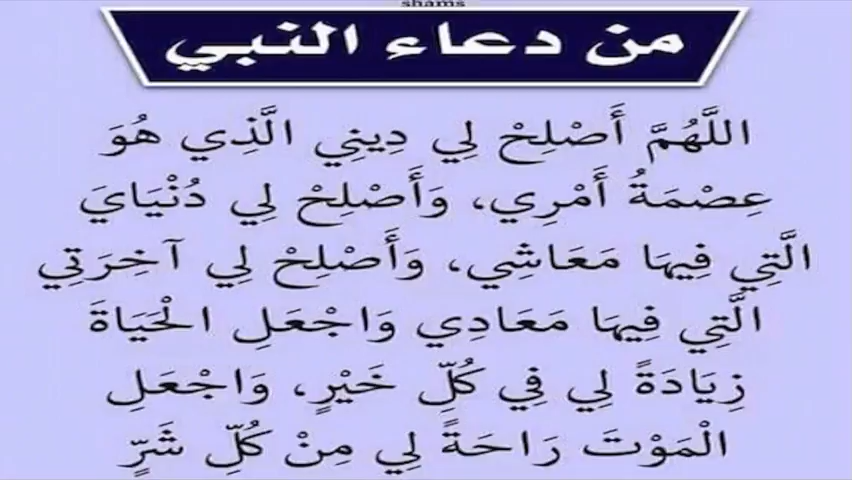 shams
من دعاء النبي
اللَّهُمَّ أَصْلِحْ لِي دِينِي الَّذِي هُوَ
عِصْمَةُ أَمْرِي، وَأَصْلِحْ لِي دُنْيَايَ
الَّتِي فِيهَا مَعَاشِي، وَأَصْلِحْ لِي آخِرَتِي
الَّتِي فِيهَا مَعَادِي وَاجْعَلِ الْحَيَاةَ
زِيَادَةً لِي فِي كُلِّ خَيْرٍ، وَاجْعَلِ
الْمَوْتَ رَاحَةً لِي مِنْ كُلِّ شَرٍّ